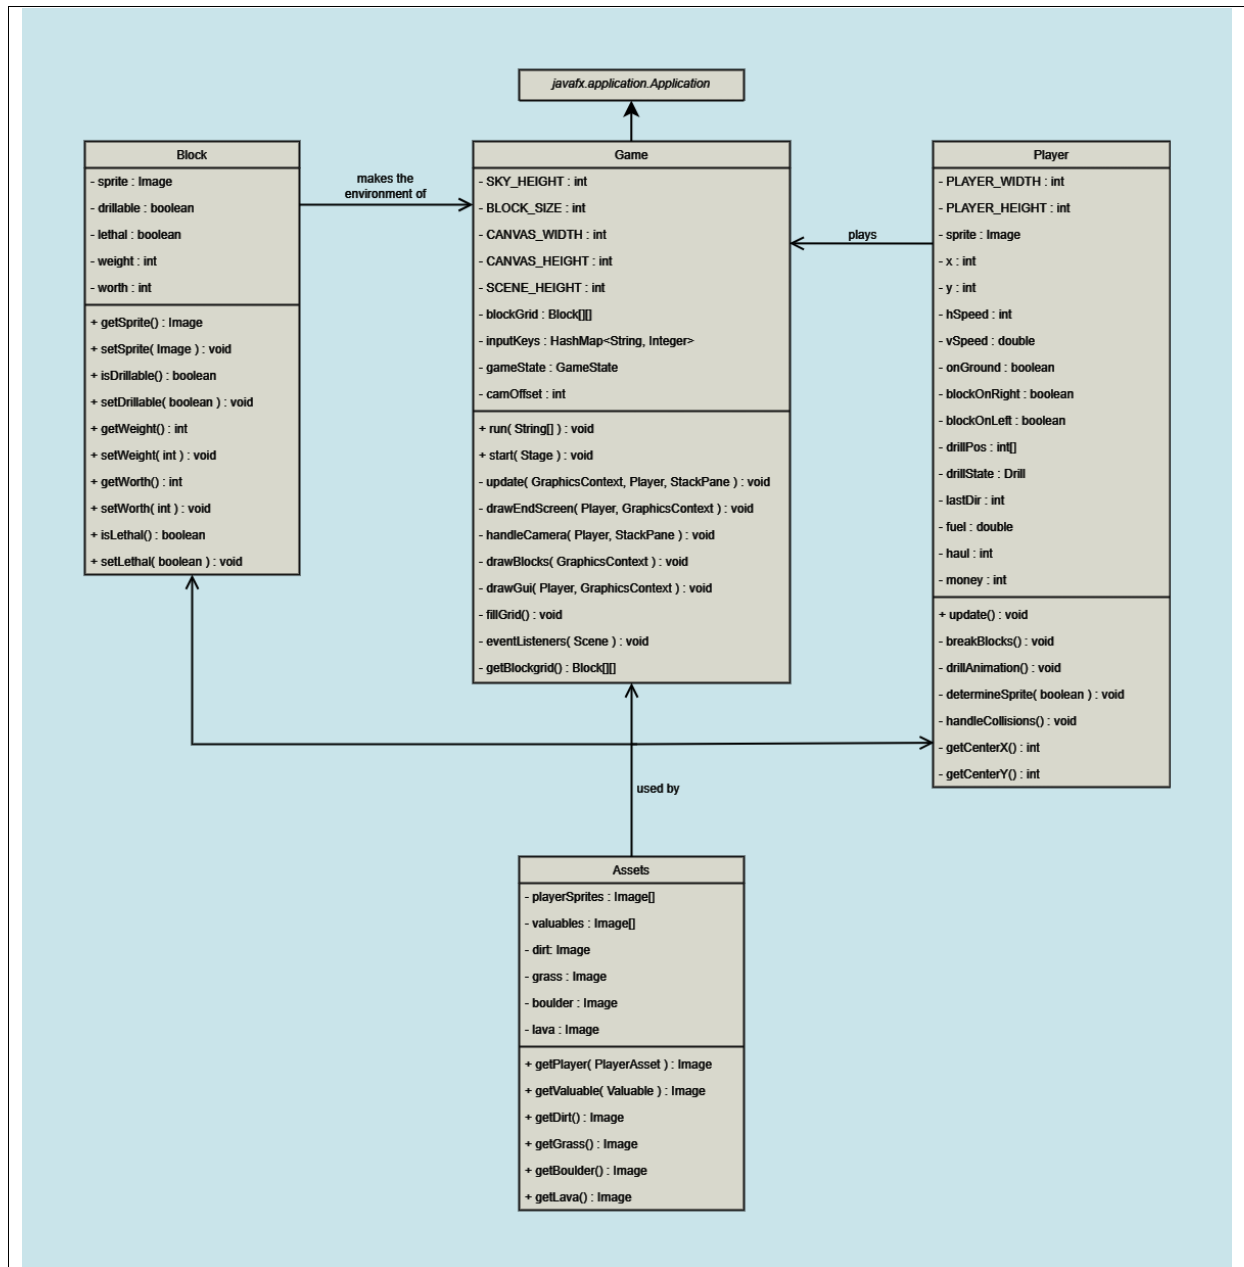 javafx.application.Application
Block
- sprite : Image
- drillable : boolean
- lethal : boolean
- weight : int
- worth : int
+ getSprite() : Image
+ setSprite( Image ) : void
+ isDrillable() : boolean
+ setDrillable( boolean ) : void
+ getWeight() : int
+ setWeight( int ) : void
+ getWorth() : int
+ setWorth( int ) : void
+ isLethal() : boolean
+ setLethal( boolean ) : void
makes the
environment of
Game
- SKY_HEIGHT : int
- BLOCK_SIZE : int
- CANVAS_WIDTH : int
- CANVAS_HEIGHT : int
- SCENE_HEIGHT : int
- blockGrid : Block[][]
- inputKeys : HashMap<String, Integer>
- gameState : GameState
- camOffset : int
+ run( String[] ) : void
+ start( Stage ) : void
- update( GraphicsContext, Player, StackPane ) : void
- drawEndScreen( Player, GraphicsContext ) : void
- handleCamera( Player, StackPane ) : void
- drawBlocks( GraphicsContext ) : void
- drawGui( Player, GraphicsContext ) : void
- fillGrid() : void
- eventListeners( Scene ) : void
- getBlockgrid() : Block[][]
plays
Player
- PLAYER_WIDTH : int
- PLAYER_HEIGHT : int
- sprite : Image
- x : int
- y : int
- hSpeed : int
- vSpeed : double
- onGround : boolean
- blockOnRight : boolean
- blockOnLeft : boolean
- drillPos : int[]
- drillState : Drill
- lastDir : int
- fuel : double
- haul : int
- money : int
+ update() : void
- breakBlocks() : void
- drillAnimation() : void
- determineSprite( boolean ) : void
- handleCollisions() : void
- getCenterX() : int
- getCenterY() : int
used by
Assets
- playerSprites : Image[]
- valuables : Image[]
- dirt: Image
- grass : Image
- boulder : Image
- lava : Image
+ getPlayer( PlayerAsset ) : Image
+ getValuable( Valuable ) : Image
+ getDirt() : Image
+ getGrass() : Image
+ getBoulder() : Image
+ getLava() : Image